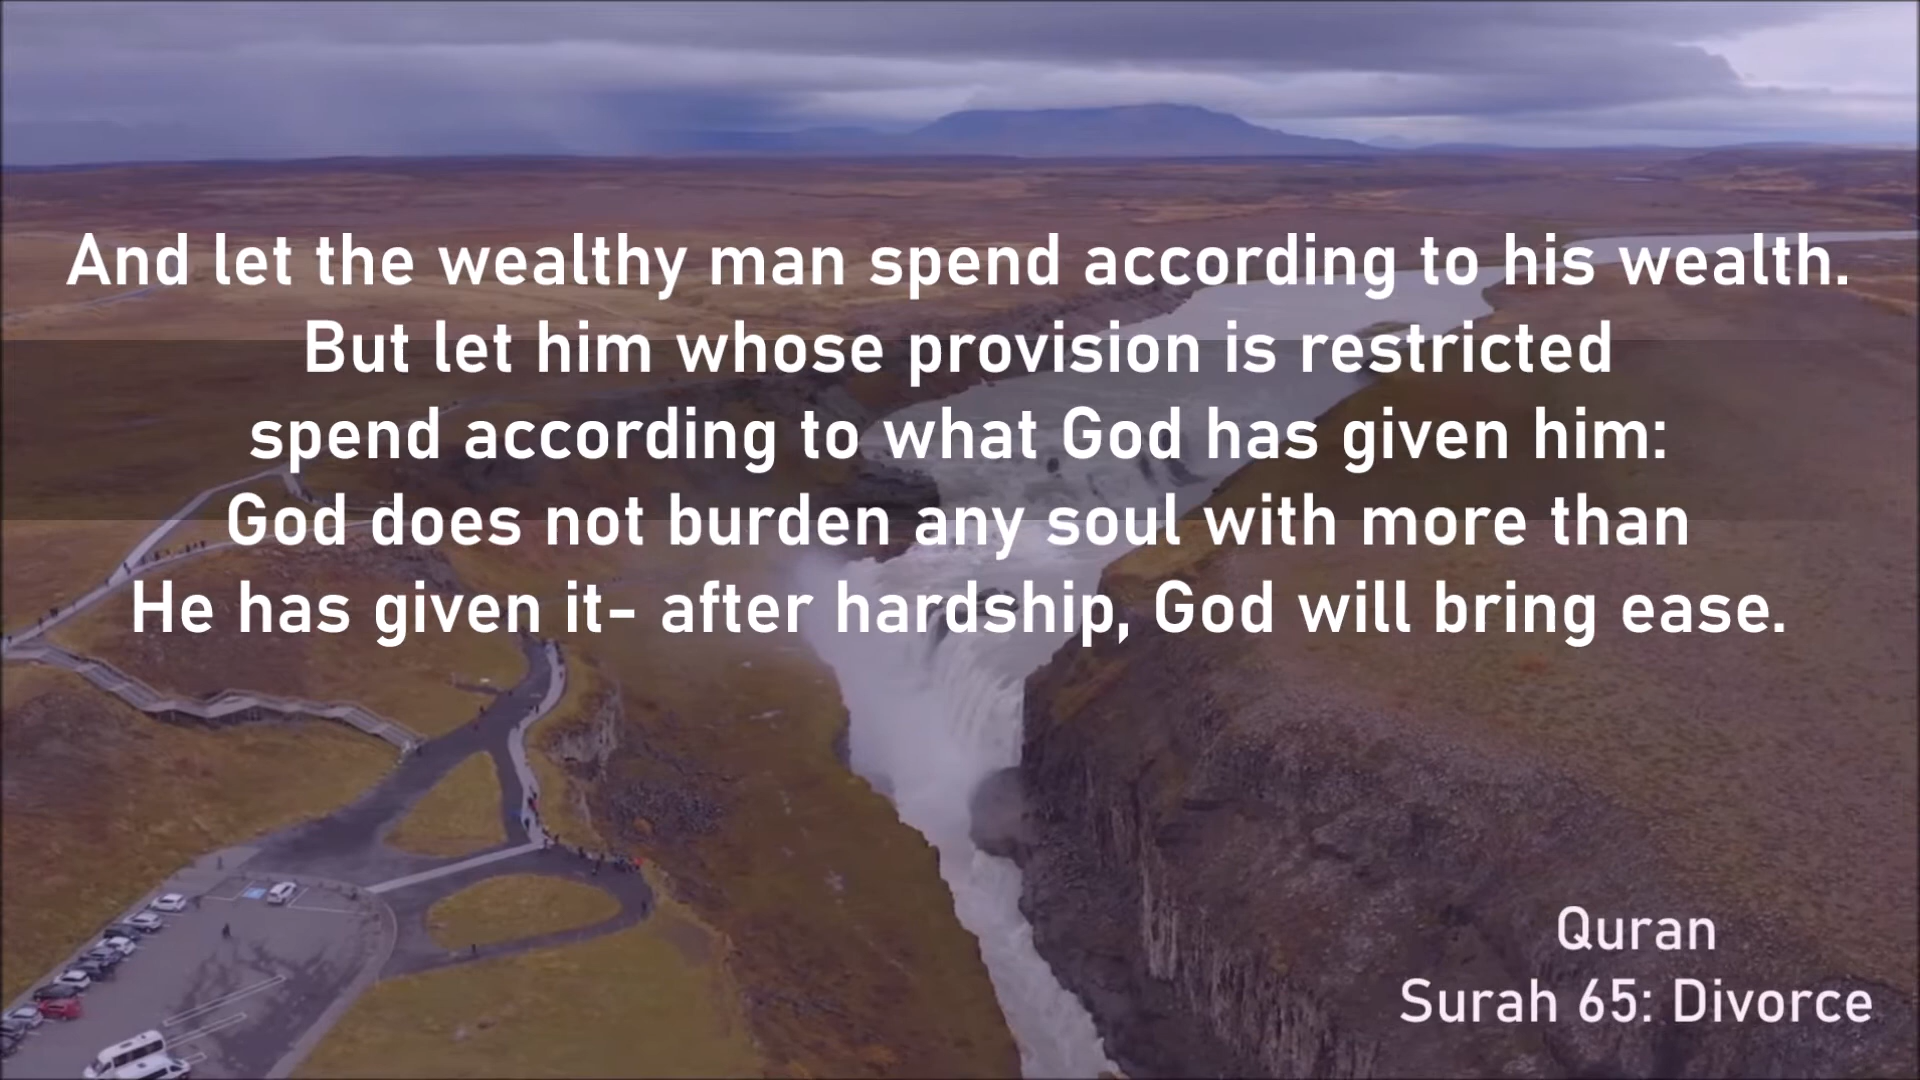 And let the wealthy man spend according to his wealth.
But let him whose provision is restricted
spend according to what God has given him:
God does not burden any soul with more than
He has given it- after hardship, God will bring ease.
Quran
Surah 65: Divorce